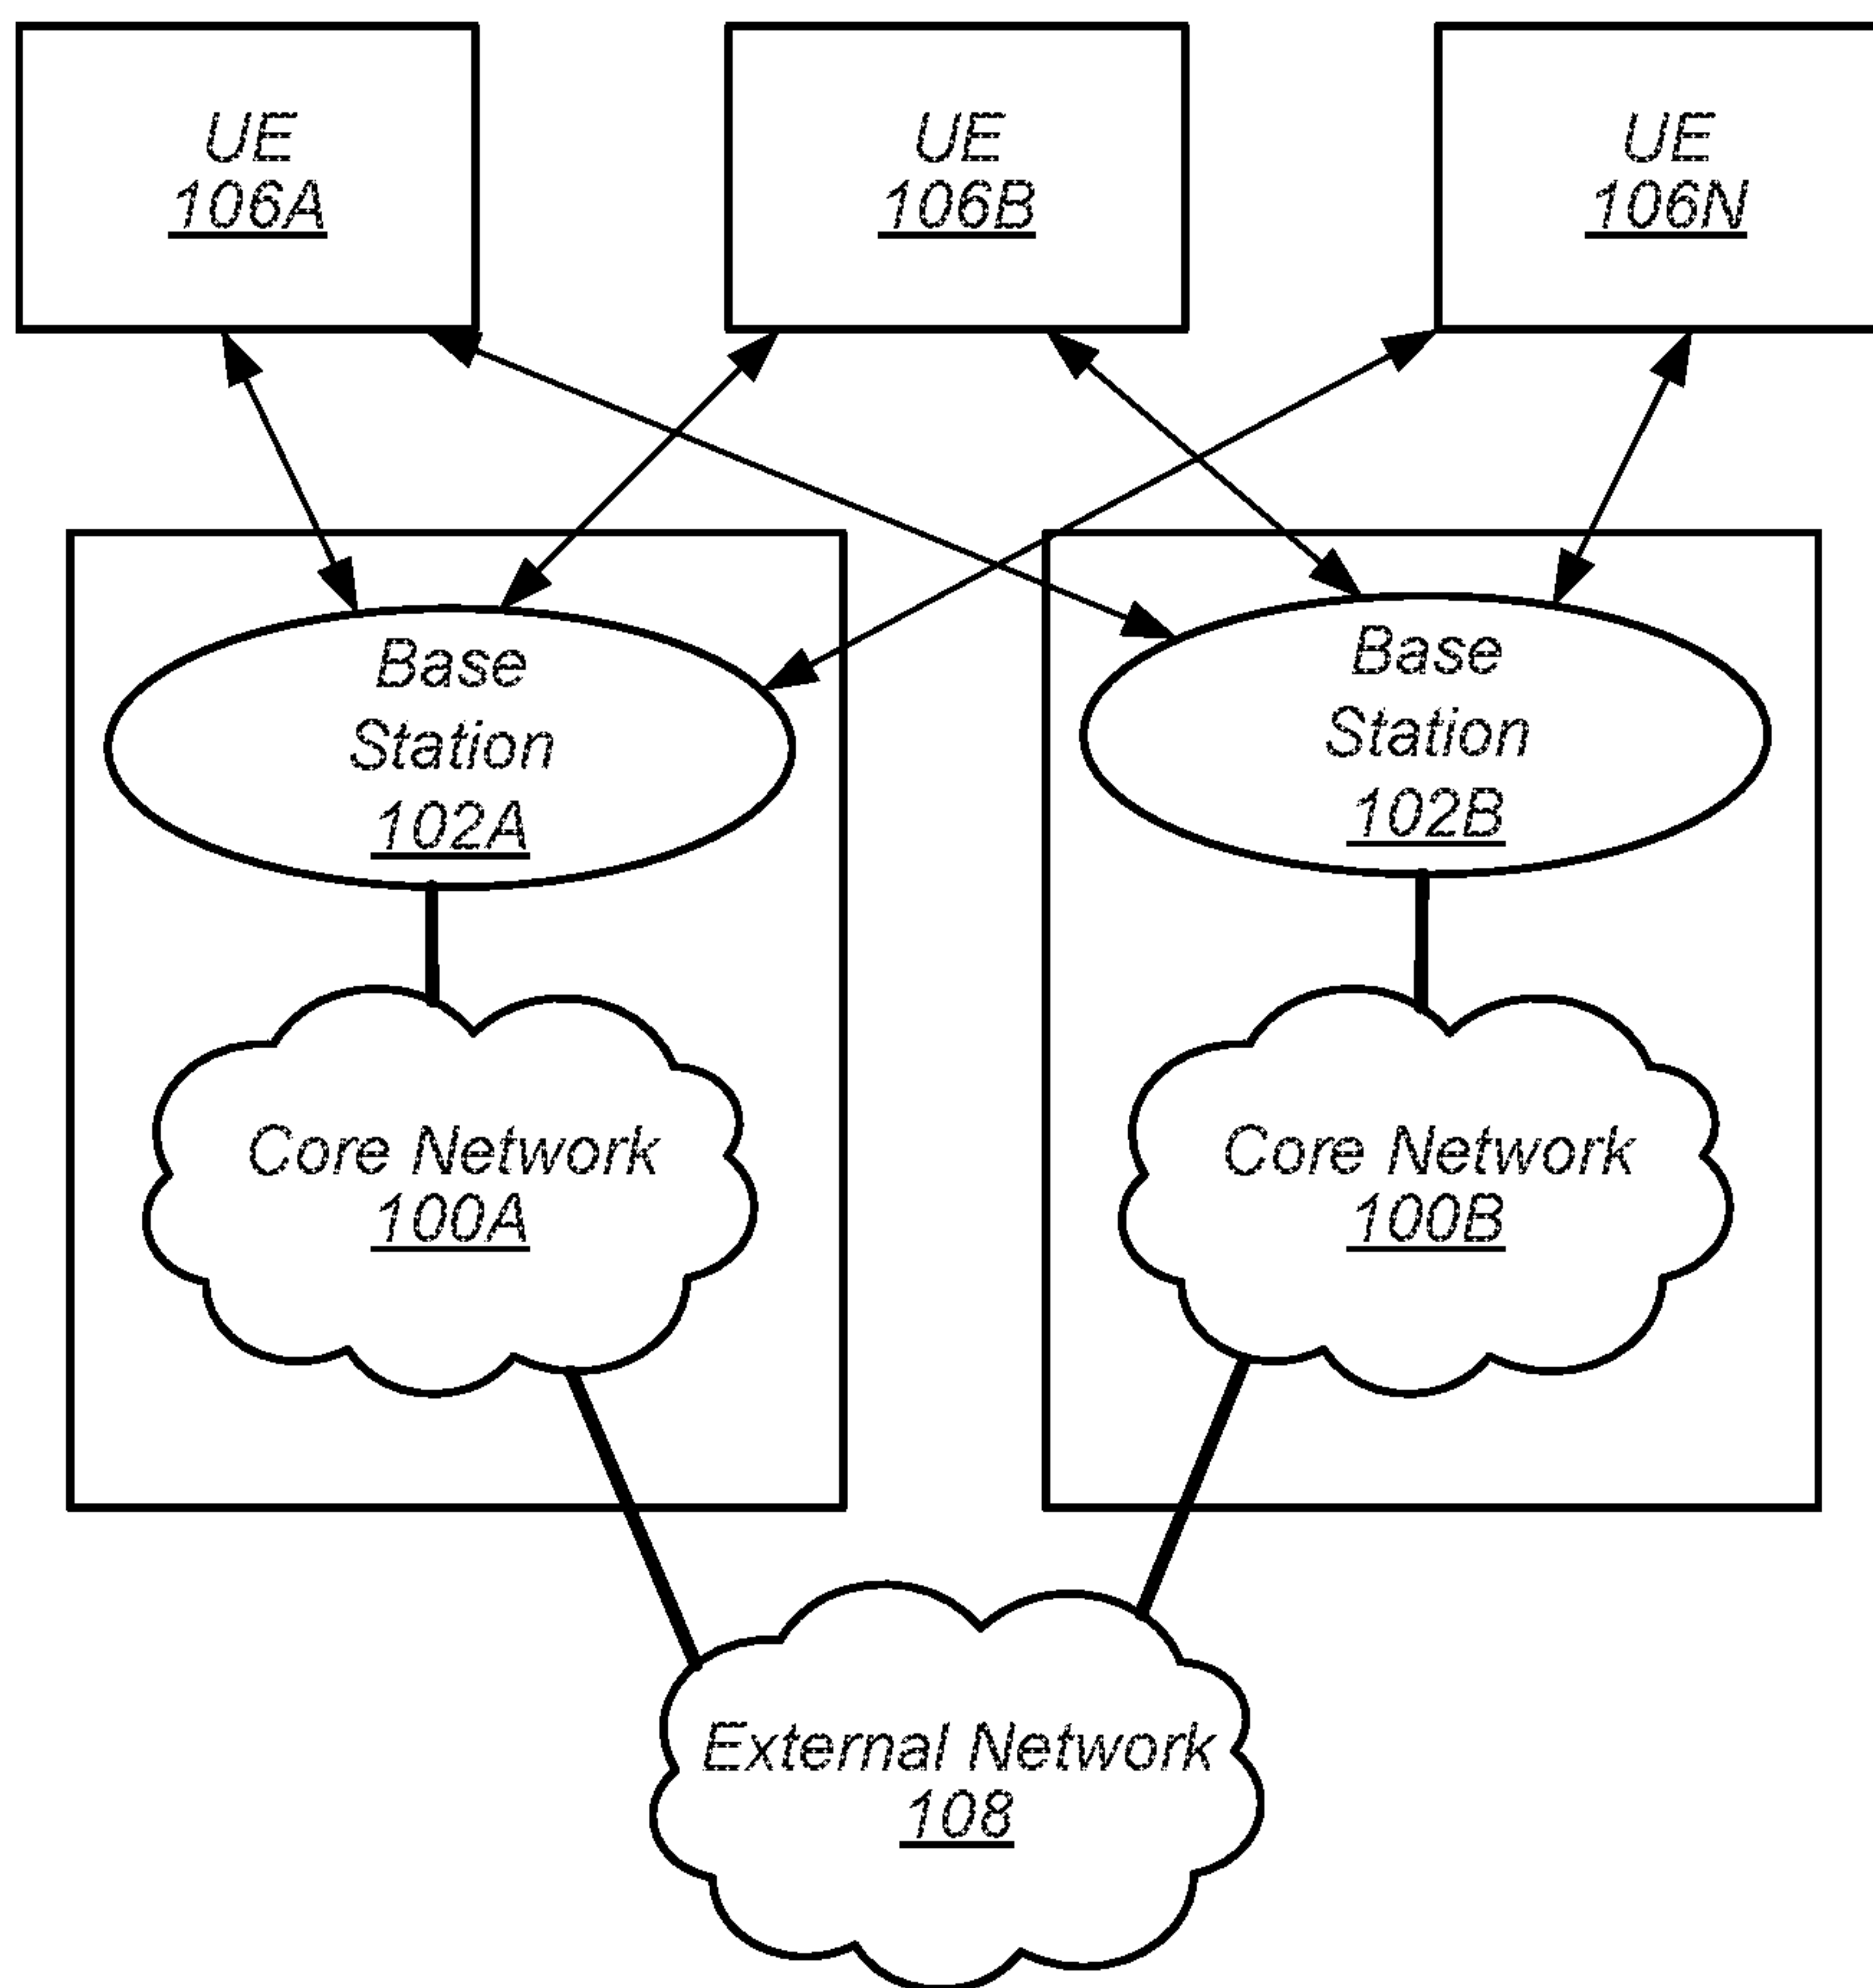 UE
106A
UE
106B
UE
106N
Base
Station
102A
Base
Station
102B
Core Network
100A
Core Network
100B
External Network
108